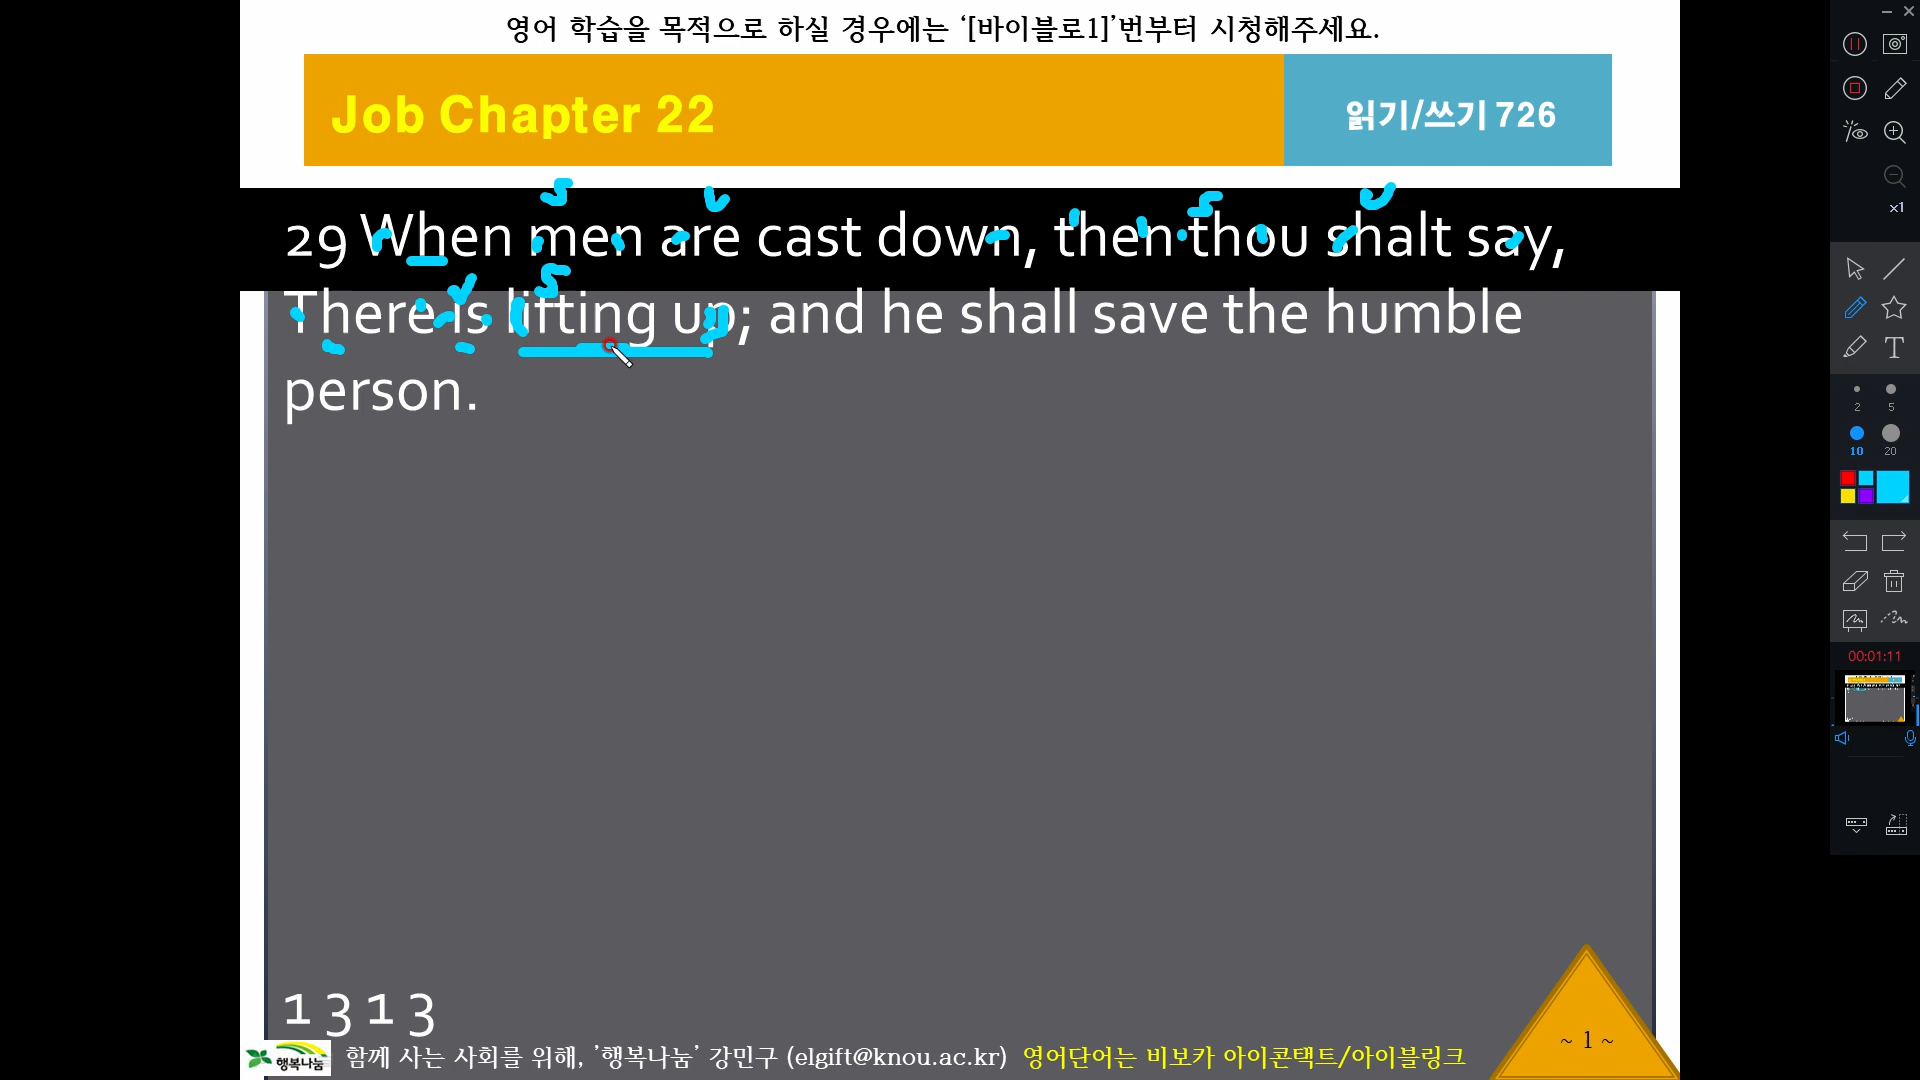 영어 학습을 목적으로 하실 경우에는 ‘[바이블로1]’번부터 시청해주세요.
Job Chapter 22
읽기/쓰기 726
29 When men are cast down, then thou shalt say,
There is lifting up; and he shall save the humble
person.
1 3 1 3
행복나눔
함께 사는 사회를 위해, ’행복나눔’ 강민구 (elgift@knou.ac.kr) 영어단어는 비보카 아이콘택트/아이블링크
~ 1 ~
x1
T
2 5
10 20
00:01:11